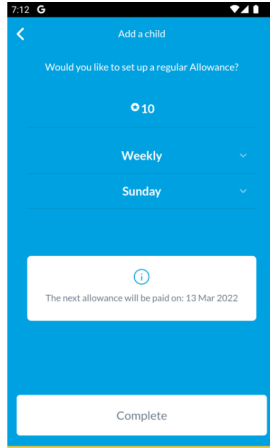 7:12 G
Add a child
Would you like to set up a regular Allowance?
10
Weekly
Sunday
The next allowance will be paid on: 13 Mar 2022
Complete